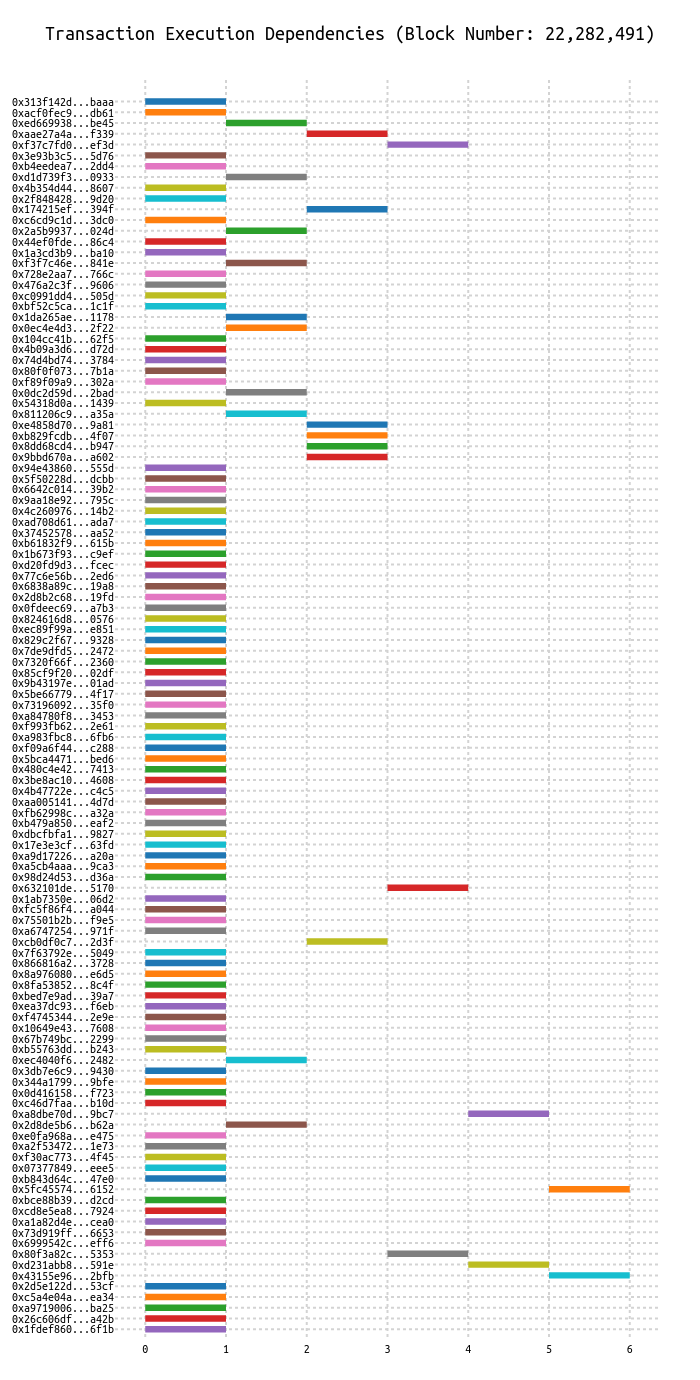 Transaction Execution Dependencies (Block Number: 22,282,491)
0x313f142d...baaa
0xacf0fec9...db61
0xed669938...be45
0xaae27a4a...f339
0xf37c7fd0...ef3d
0x3e93b3c5...5d76
0xb4eedea7...2dd4
0xd1d739f3...0933
0x4b354d44...8607
0x2f848428...9d20
0x174215ef...394f
0xc6cd9c1d...3dc0
0x2a5b9937...024d
0x44ef0fde...86c4
0x1a3cd3b9...ba10
0xf3f7c46e...841e
0x728e2aa7...766c
0x476a2c3f...9606
0xc0991dd4...505d
0xbf52c5ca...1c1f
0x1da265ae...1178
0x0ec4e4d3...2f22
0x104cc41b...62f5
0x4b09a3d6...d72d
0x74d4bd74...3784
0x80f0f073...7b1a
0xf89f09a9...302a
0x0dc2d59d...2bad
0x54318d0a...1439
0x811206c9...a35a
0xe4858d70...9a81
0xb829fcdb...4f07
0x8dd68cd4...b947
0x9bbd670a...a602
0x94e43860...555d
0x5f50228d...dcbb
0x6642c014...39b2
0x9aa18e92...795c
0x4c260976...14b2
0xad708d61...ada7
0x37452578...aa52
0xb61832f9...615b
0x1b673f93...c9ef
0xd20fd9d3...fcec
0x77c6e56b...2ed6
0x6838a89c...19a8
0x2d8b2c68...19fd
0x0fdeec69...a7b3
0x824616d8...0576
0xec89f99a...e851
0x829c2f67...9328
0x7de9dfd5...2472
0x7320f66f...2360
0x85cf9f20...02df
0x9b43197e...01ad
0x5be66779...4f17
0x73196092...35f0
0xa84780f8...3453
0xf993fb62...2e61
0xa983fbc8...6fb6
0xf09a6f44...c288
0x5bca4471...bed6
0x480c4e42...7413
0x3be8ac10...4608
0x4b47722e...c4c5
0xaa005141...4d7d
0xfb62998c...a32a
0xb479a850...eaf2
0xdbcfbfa1...9827
0x17e3e3cf...63fd
0xa9d17226...a20a
0xa5cb4aaa...9ca3
0x98d24d53...d36a
0x632101de...5170
0x1ab7350e...06d2
0xfc5f86f4...a044
0x75501b2b...f9e5
0xa6747254...971f
0xcb0df0c7...2d3f
0x7f63792e...5049
0x866816a2...3728
0x8a976080...e6d5
0x8fa53852...8c4f
0xbed7e9ad...39a7
0xea37dc93...f6eb
0xf4745344...2e9e
0x10649e43...7608
0x67b749bc...2299
0xb55763dd...b243
0xec4040f6...2482
0x3db7e6c9...9430
0x344a1799...9bfe
0x0d416158...f723
0xc46d7faa...b10d
0xa8dbe70d...9bc7
0x2d8de5b6...b62a
0xe0fa968a...e475
0xa2f53472...1e73
0xf30ac773...4f45
0x07377849...eee5
0xb843d64c...47e0
0x5fc45574...6152
0xbce88b39...d2cd
0xcd8e5ea8...7924
0xa1a82d4e...cea0
0x73d919ff...6653
0x6999542c...eff6
0x80f3a82c...5353
0xd231abb8...591e
0x43155e96...2bfb
0x2d5e122d...53cf
0xc5a4e04a...ea34
0xa9719006...ba25
0x26c606df...a42b
0x1fdef860...6f1b
0 1 2 3 4 5 6